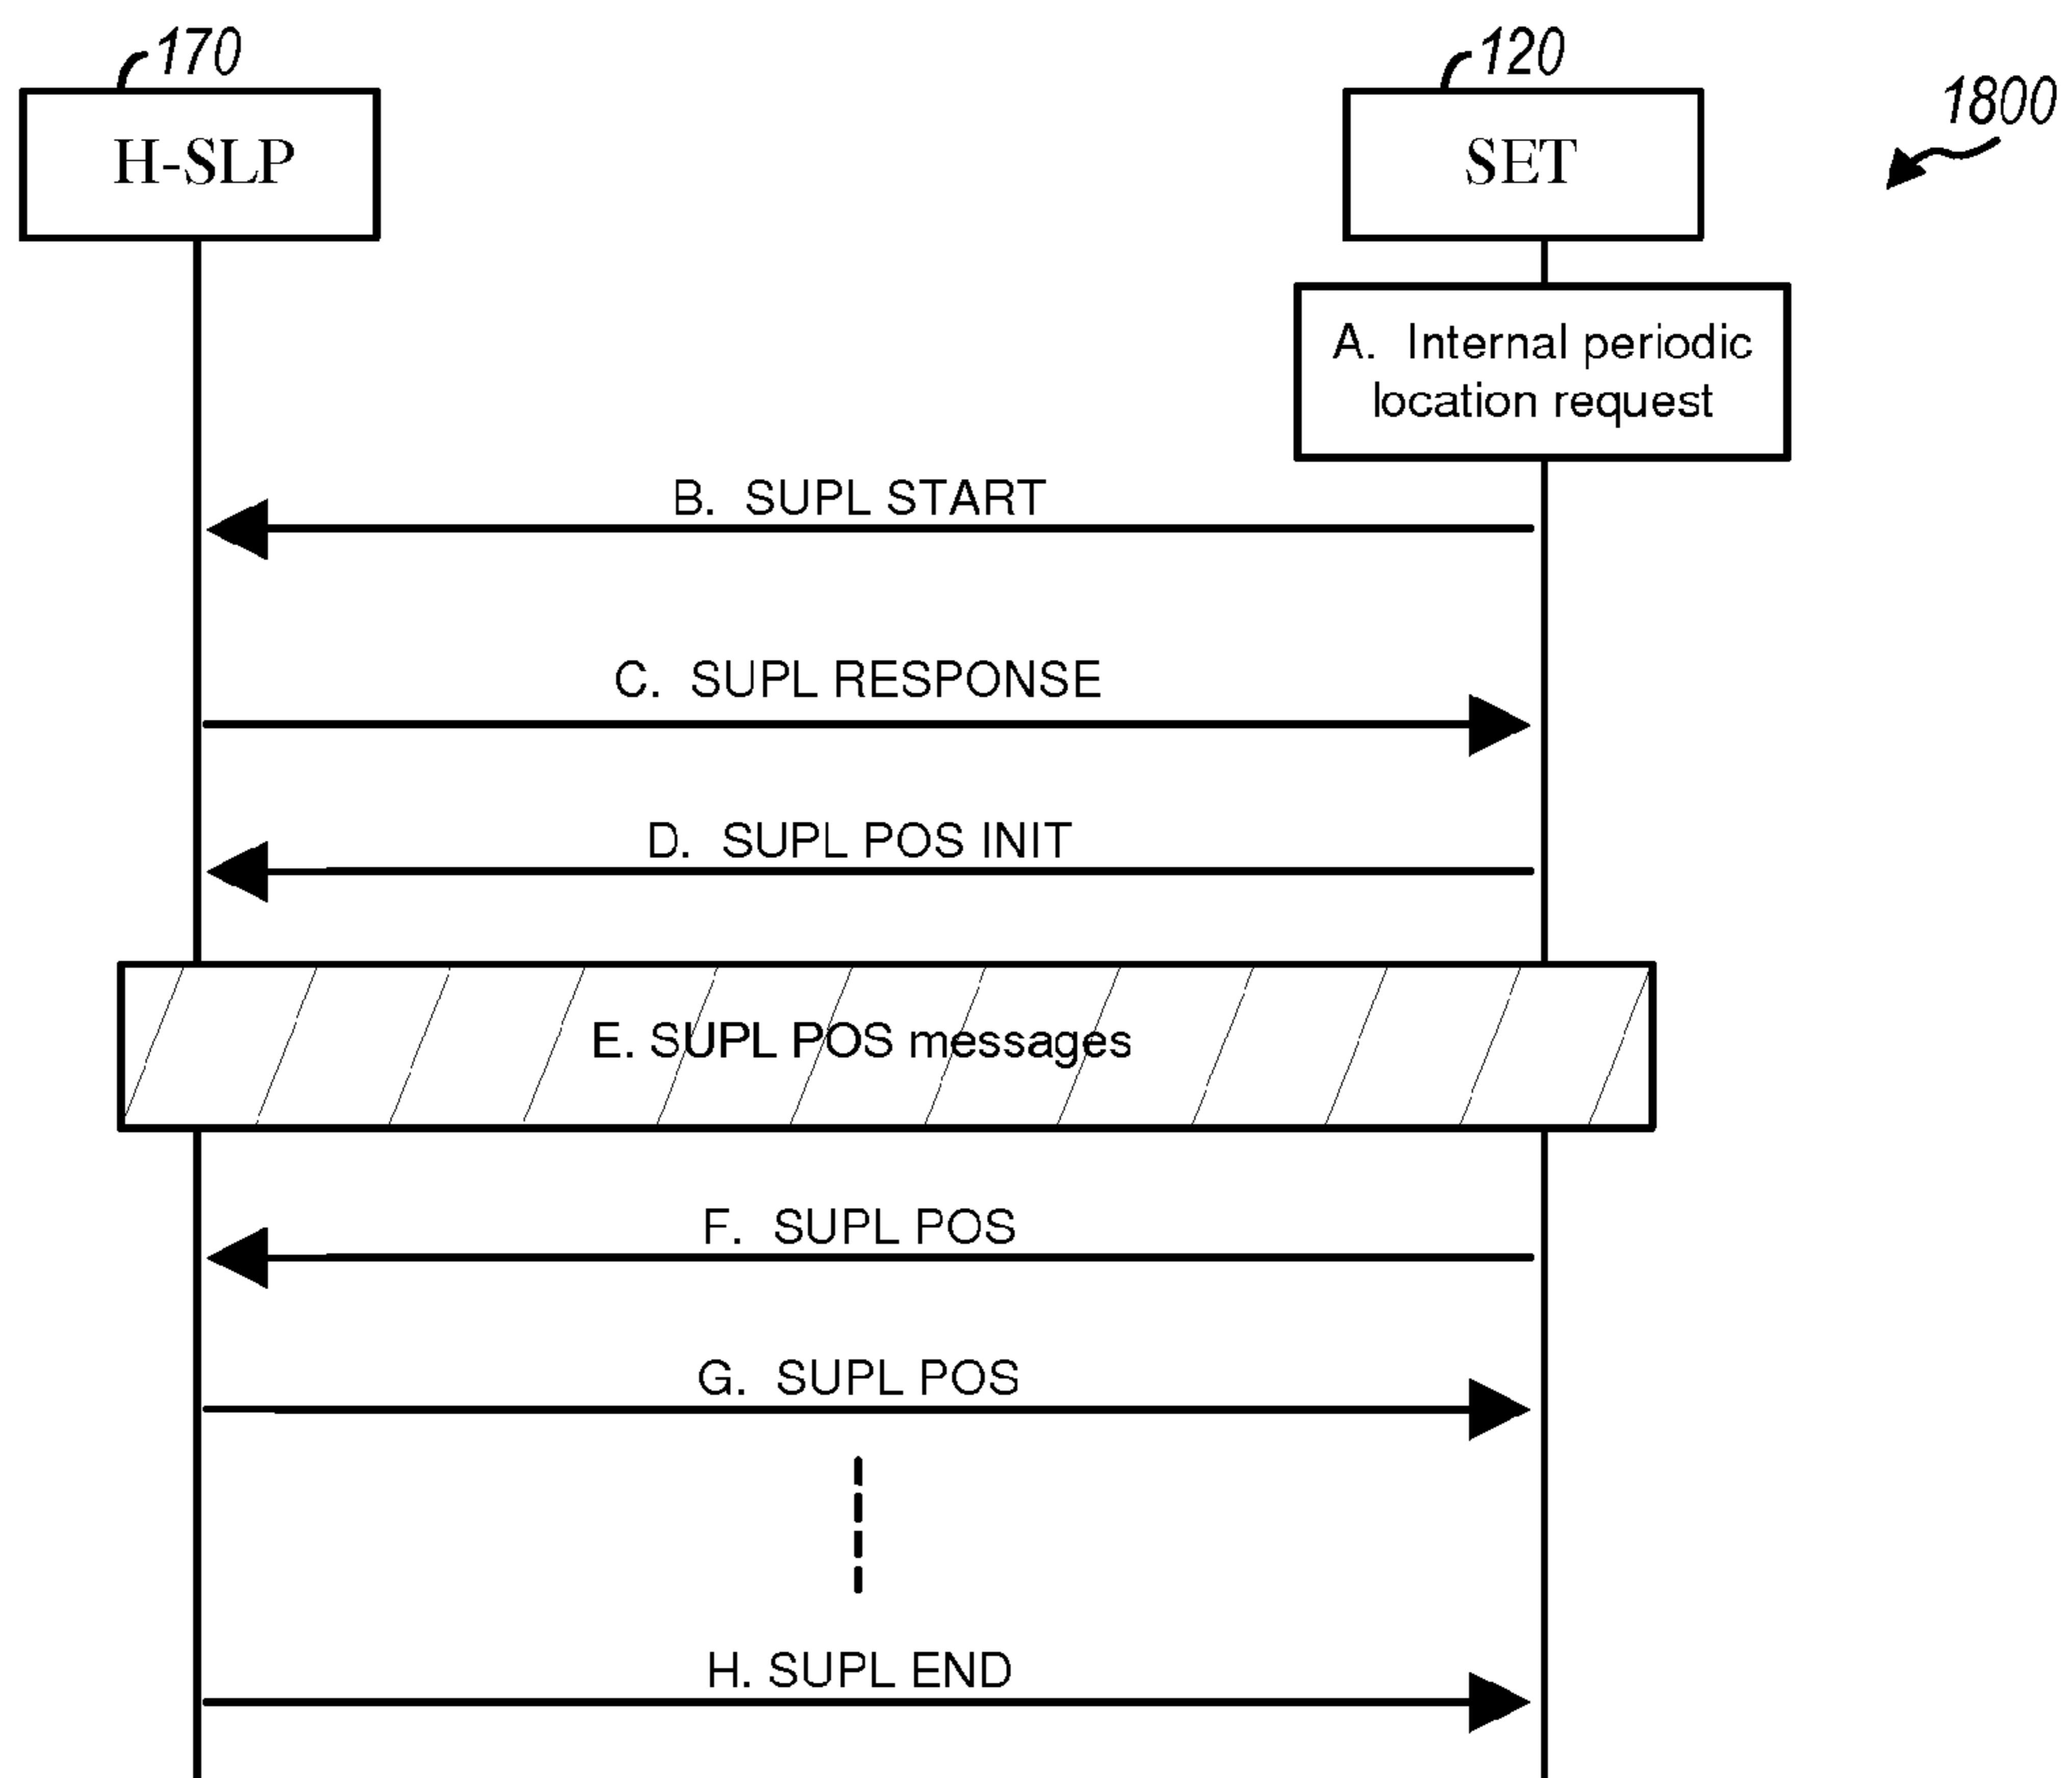 170
120
1800
H-SLP
SET
A. Internal periodic
location request
B. SUPL START
C. SUPL RESPONSE
D. SUPL POS INIT
E. SUPL POS messages
F. SUPL POS
G. SUPL POS
H. SUPL END